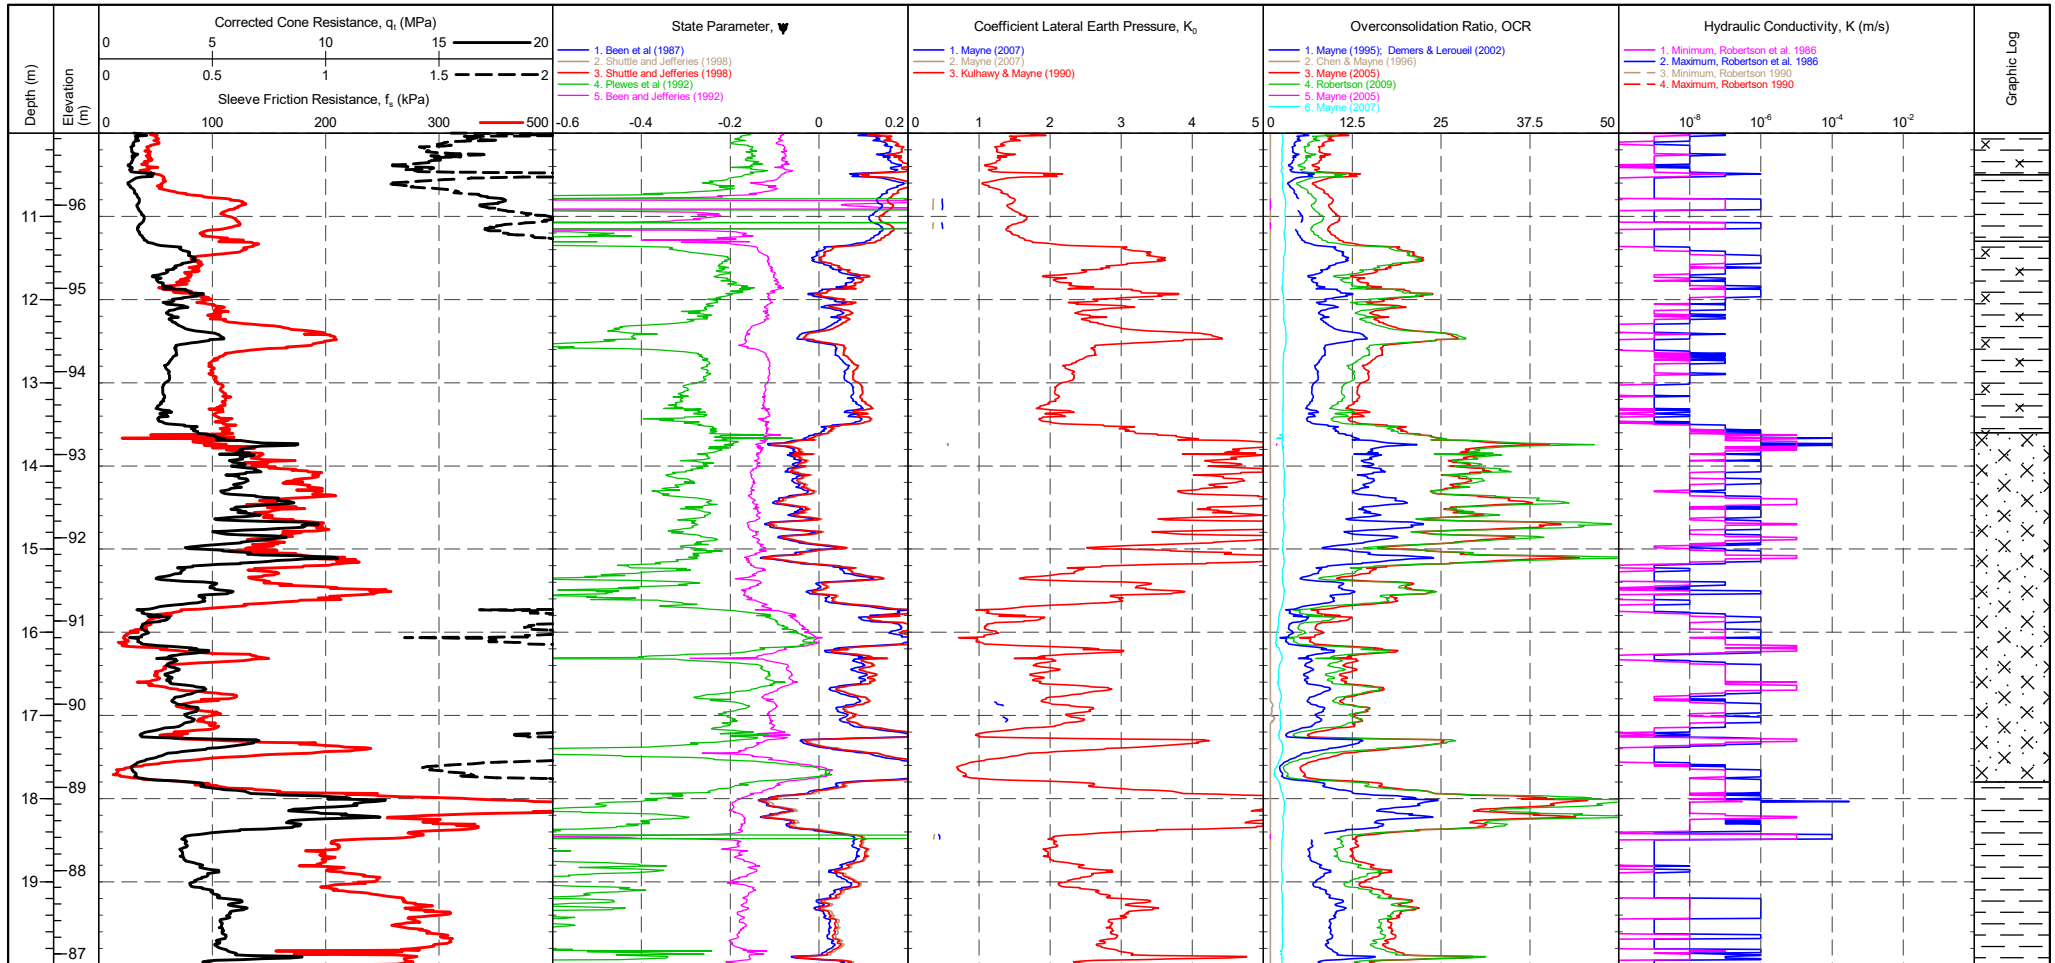 Depth (m)
Elevation (m)
Corrected Cone Resistance, qt (MPa)
0 5 10 15 20
0 0.5 1 1.5 2
Sleeve Friction Resistance, fs (kPa)
0 100 200 300 500
State Parameter, ψ
1. Been et al (1987)
2. Shuttle and Jefferies (1998)
3. Shuttle and Jefferies (1998)
4. Plewes et al (1992)
5. Been and Jefferies (1992)
-0.6 -0.4 -0.2 0 0.2
Coefficient Lateral Earth Pressure, K0
1. Mayne (2007)
2. Mayne (2007)
3. Kulhawy & Mayne (1990)
0 1 2 3 4 5
Overconsolidation Ratio, OCR
1. Mayne (1995); Demers & Leroueil (2002)
2. Chen & Mayne (1996)
3. Mayne (2005)
4. Robertson (2009)
5. Mayne (2005)
6. Mayne (2007)
0 12.5 25 37.5 50
Hydraulic Conductivity, K (m/s)
1. Minimum, Robertson et al. 1986
2. Maximum, Robertson et al. 1986
3. Minimum, Robertson 1990
4. Maximum, Robertson 1990
10-8 10-6 10-4 10-2
Graphic Log
96
11
95
12
94
13
93
14
92
15
91
16
90
17
89
18
88
19
87